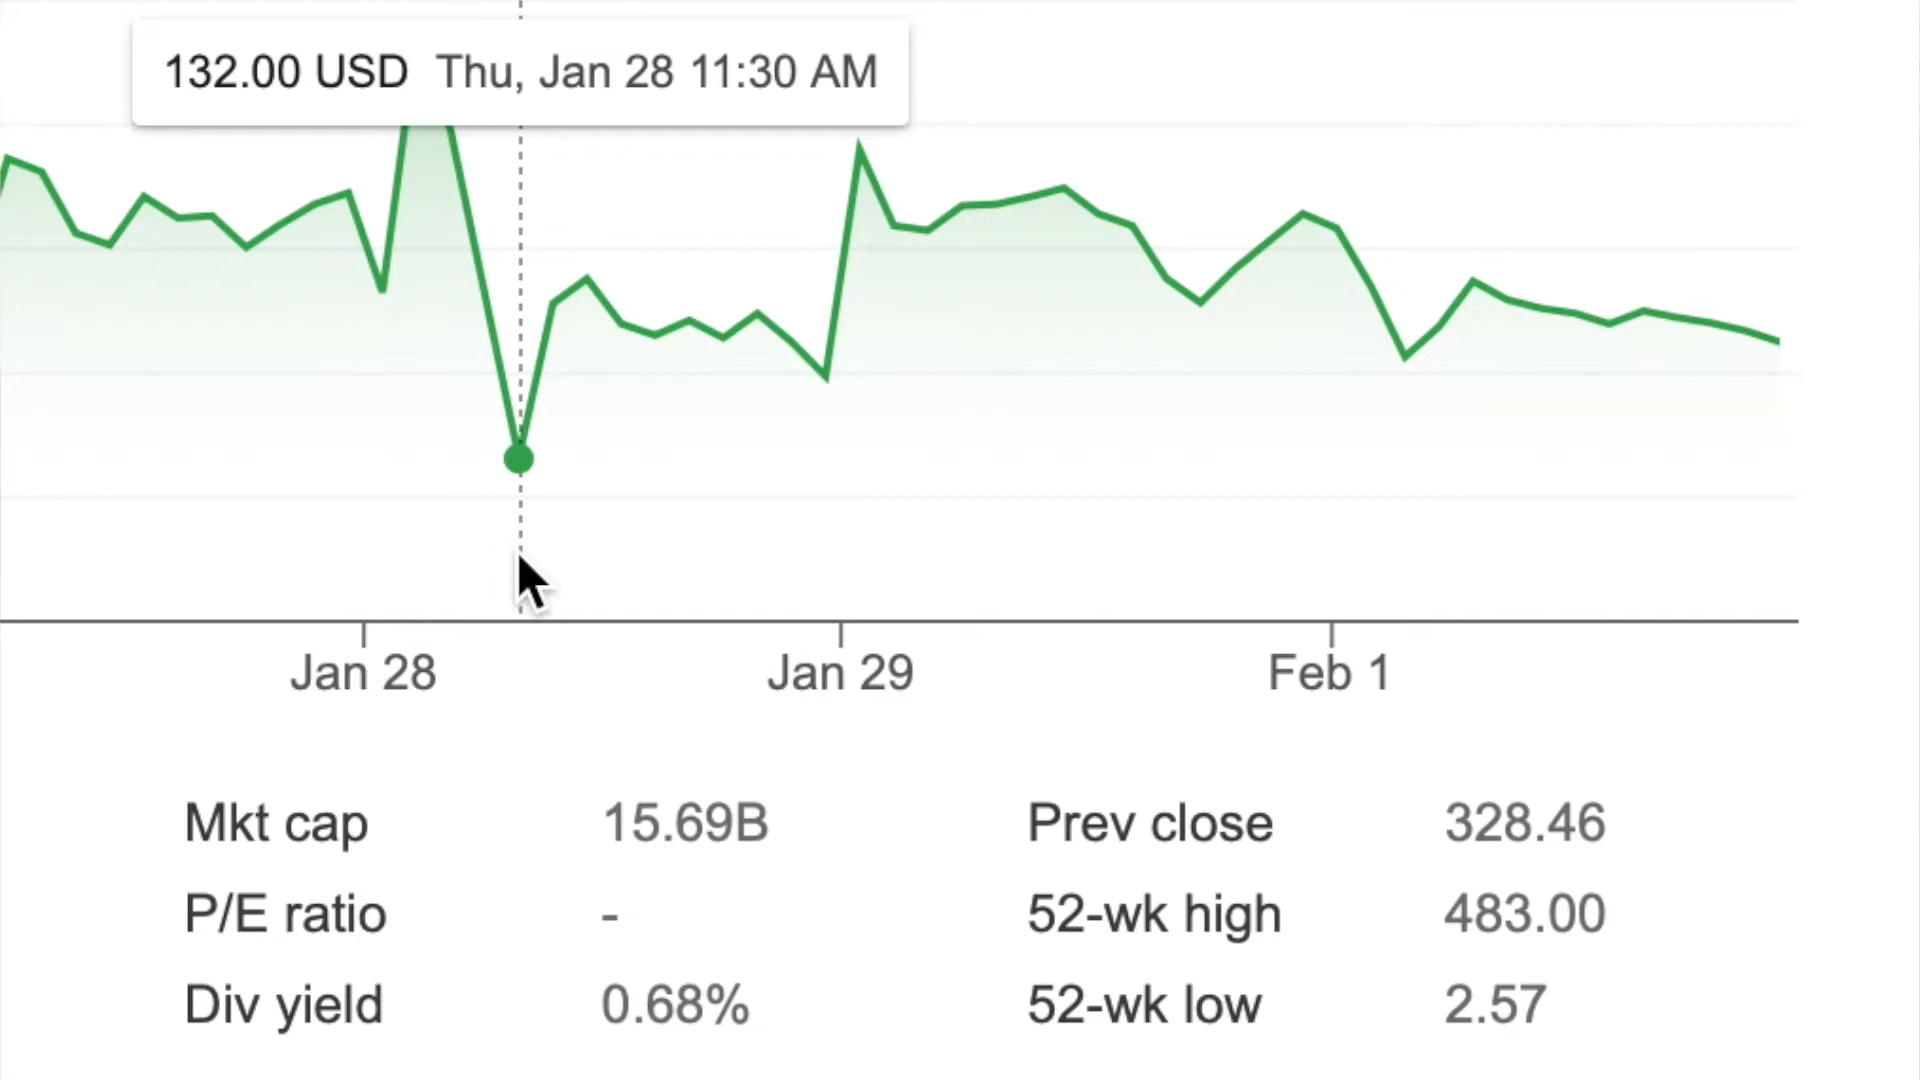 132.00 USD Thu, Jan 28 11:30 AM
Jan 28 Jan 29 Feb 1
Mkt cap 15.69B Prev close 328.46
P/E ratio - 52-wk high 483.00
Div yield 0.68% 52-wk low 2.57